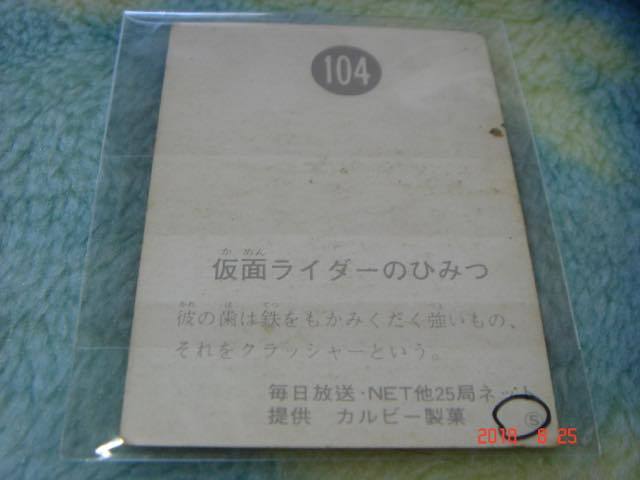 104
仮面ライダーのひみつ
彼の歯は鉄をもかみくだく強いもの、
それをクラッシャーという。
毎日放送・NET他25局ネット
提供 カルビー製菓 ⑤
2010 8 25